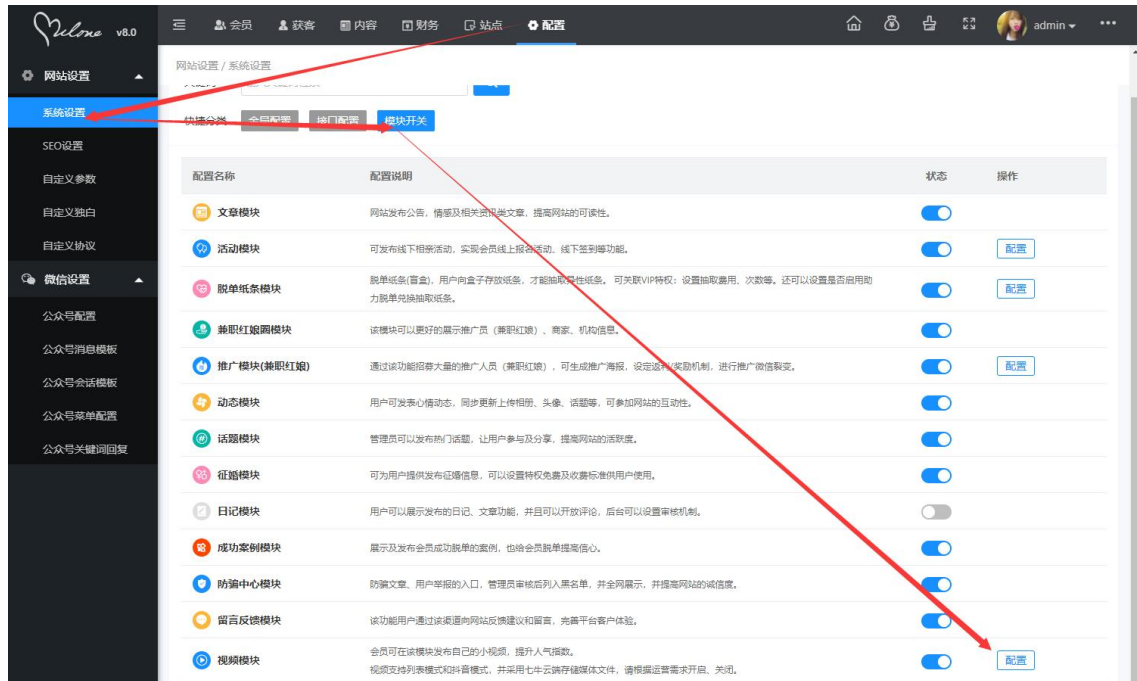 Melone v8.0
会员
获客
内容
财务
站点
配置
admin
网站设置
系统设置
SEO设置
自定义参数
自定义独白
自定义协议
微信设置
公众号配置
公众号消息模板
公众号会话模板
公众号菜单配置
公众号关键词回复
网站设置 / 系统设置
快捷分类
全局配置
接口配置
模块开关
配置名称
配置说明
状态
操作
文章模块
网站发布公告，情感及相关资讯类文章，提高网站的可读性。
活动模块
可发布线下相亲活动，实现会员线上报名活动，线下签到等功能。
配置
脱单纸条模块
脱单纸条(盲盒)，用户向盒子存放纸条，才能抽取异性纸条。 可关联VIP特权：设置抽取费用、次数等。还可以设置是否启用助
力脱单兑换抽取纸条。
配置
兼职红娘圈模块
该模块可以更好的展示推广员（兼职红娘）、商家、机构信息。
推广模块(兼职红娘)
通过该功能招募大量的推广人员（兼职红娘），可生成推广海报，设定返利/奖励机制，进行推广微信裂变。
配置
动态模块
用户可发表心情动态，同步更新上传相册、头像、话题等，可参加网站的互动性。
话题模块
管理员可以发布热门话题，让用户参与及分享，提高网站的活跃度。
征婚模块
可为用户提供发布征婚信息，可以设置特权免费及收费标准供用户使用。
日记模块
用户可以展示发布的日记、文章功能，并且可以开放评论，后台可以设置审核机制。
成功案例模块
展示及发布会员成功脱单的案例，也给会员脱单提高信心。
防骗中心模块
防骗文章、用户举报的入口，管理员审核后列入黑名单，并全网展示，并提高网站的诚信度。
留言反馈模块
该功能用户通过该渠道向网站反馈建议和留言，完善平台客户体验。
视频模块
会员可在该模块发布自己的小视频，提升人气指数。
视频支持列表模式和抖音模式，并采用七牛云端存储媒体文件，请根据运营需求开启、关闭。
配置